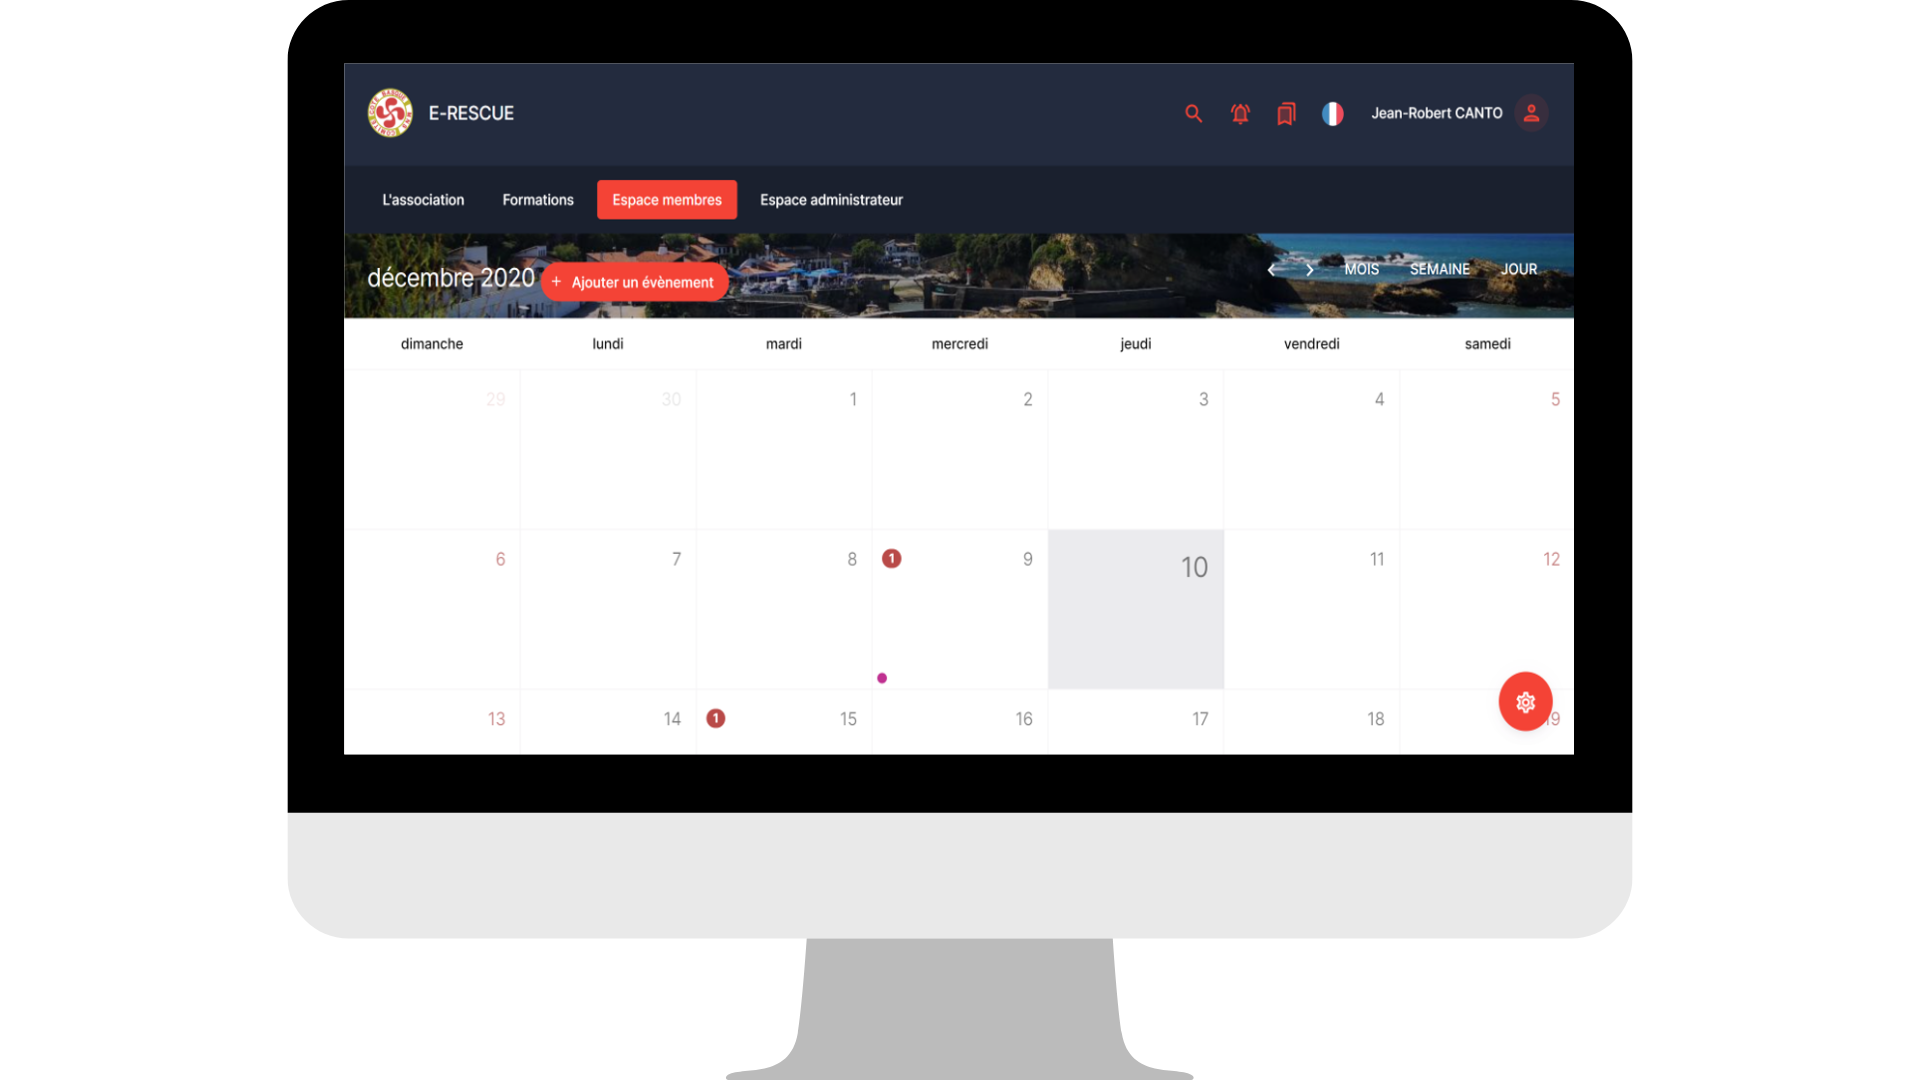 E-RESCUE
Jean-Robert CANTO
L'association Formations Espace membres Espace administrateur
décembre 2020 + Ajouter un évènement MOIS SEMAINE JOUR
dimanche lundi mardi mercredi jeudi vendredi samedi
29 30 1 2 3 4 5
6 7 8 1 9 10 11 12
13 14 1 15 16 17 18 19